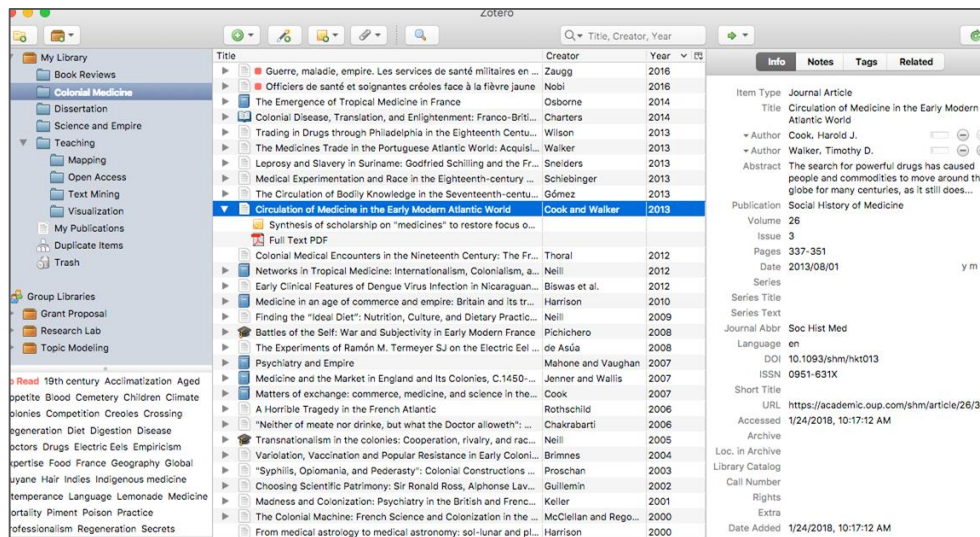 Zotero
Title, Creator, Year
My Library
Book Reviews
Colonial Medicine
Dissertation
Science and Empire
Teaching
Mapping
Open Access
Text Mining
Visualization
My Publications
Duplicate Items
Trash
Group Libraries
Grant Proposal
Research Lab
Topic Modeling
Read 19th century Acclimatization Aged
Blood Cemetery Children Climate
Competition Creoles Crossing
Diet Digestion Disease
Drugs Electric Eels Empiricism
Food France Geography Global
Hair Indies Indigenous medicine
Language Lemonade Medicine
Piment Poison Practice
Regeneration Secrets
Title Creator Year
Guerre, maladie, empire. Les services de santé militaires en ... Zaugg 2016
Officiers de santé et soignantes créoles face à la fièvre jaune Nobi 2016
The Emergence of Tropical Medicine in France Osborne 2014
Colonial Disease, Translation, and Enlightenment: Franco-Briti... Charters 2014
Trading in Drugs through Philadelphia in the Eighteenth Centu... Wilson 2013
The Medicines Trade in the Portuguese Atlantic World: Acquisi... Walker 2013
Leprosy and Slavery in Suriname: Godfried Schilling and the Fr... Snelders 2013
Medical Experimentation and Race in the Eighteenth-century ... Schiebinger 2013
The Circulation of Bodily Knowledge in the Seventeenth-centu... Gómez 2013
Circulation of Medicine in the Early Modern Atlantic World Cook and Walker 2013
Synthesis of scholarship on "medicines" to restore focus o...
Full Text PDF
Colonial Medical Encounters in the Nineteenth Century: The Fr... Thoral 2012
Networks in Tropical Medicine: Internationalism, Colonialism, a... Neill 2012
Early Clinical Features of Dengue Virus Infection in Nicaraguan... Biswas et al. 2012
Medicine in an age of commerce and empire: Britain and its tr... Harrison 2010
Finding the "Ideal Diet": Nutrition, Culture, and Dietary Practic... Neill 2009
Battles of the Self: War and Subjectivity in Early Modern France Pichichero 2008
The Experiments of Ramón M. Termeyer SJ on the Electric Eel ... de Asúa 2008
Psychiatry and Empire Mahone and Vaughan 2007
Medicine and the Market in England and Its Colonies, C.1450-... Jenner and Wallis 2007
Matters of exchange: commerce, medicine, and science in the... Cook 2007
A Horrible Tragedy in the French Atlantic Rothschild 2006
"Neither of meate nor drinke, but what the Doctor alloweth": ... Chakrabarti 2006
Transnationalism in the colonies: Cooperation, rivalry, and rac... Neill 2005
Variolation, Vaccination and Popular Resistance in Early Coloni... Brimnes 2004
"Syphilis, Opiomania, and Pederasty": Colonial Constructions ... Proschan 2003
Choosing Scientific Patrimony: Sir Ronald Ross, Alphonse Lav... Guillemin 2002
Madness and Colonization: Psychiatry in the British and Frenc... Keller 2001
The Colonial Machine: French Science and Colonization in the ... McClellan and Rego... 2000
From medical astrology to medical astronomy: sol-lunar and pl... Harrison 2000
Info Notes Tags Related
Item Type Journal Article
Title Circulation of Medicine in the Early Modern
Atlantic World
Author Cook, Harold J.
Author Walker, Timothy D.
Abstract The search for powerful drugs has caused
people and commodities to move around th
globe for many centuries, as it still does...
Publication Social History of Medicine
Volume 26
Issue 3
Pages 337-351
Date 2013/08/01 y m
Series
Series Title
Series Text
Journal Abbr Soc Hist Med
Language en
DOI 10.1093/shm/hkt013
ISSN 0951-631X
Short Title
URL https://academic.oup.com/shm/article/26/3
Accessed 1/24/2018, 10:17:12 AM
Archive
Loc. in Archive
Library Catalog
Call Number
Rights
Extra
Date Added 1/24/2018, 10:17:12 AM